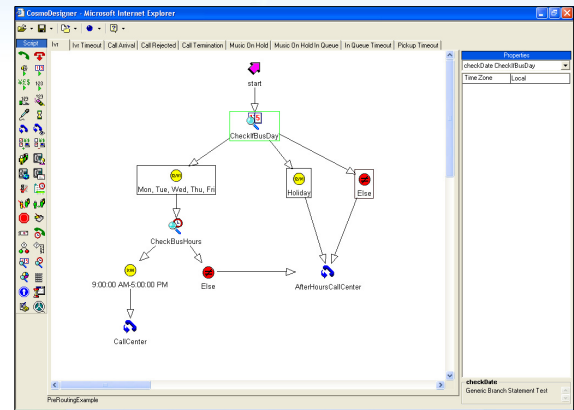 CosmoDesigner - Microsoft Internet Explorer
Script
Ivr
Ivr Timeout
Call Arrival
Call Rejected
Call Termination
Music On Hold
Music On Hold In Queue
In Queue Timeout
Pickup Timeout
Properties
checkDate CheckIfBusDay
Time Zone Local
start
CheckIfBusDay
Mon, Tue, Wed, Thu, Fri
Holiday
Else
CheckBusHours
9:00:00 AM-5:00:00 PM
Else
AfterHoursCallCenter
CallCenter
checkDate
Generic Branch Statement Test
PreRoutingExample